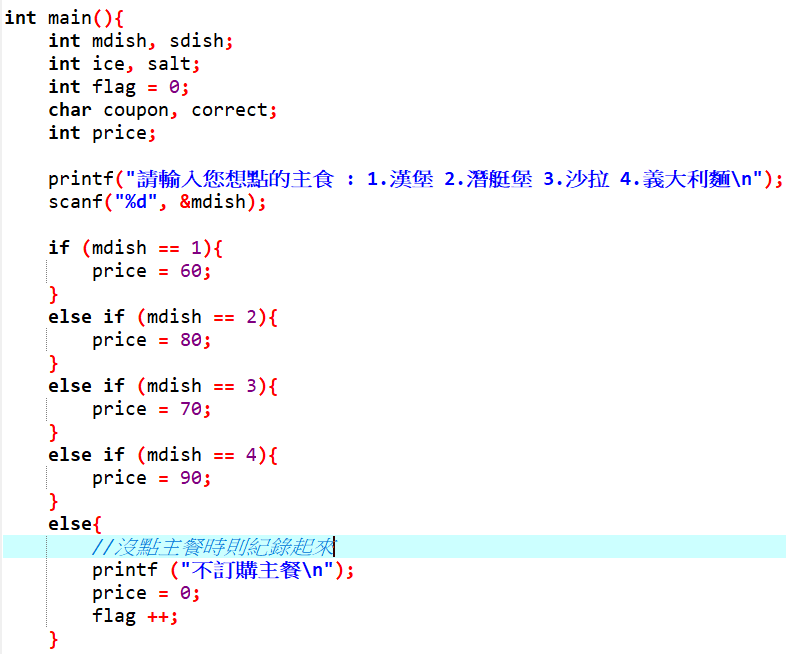 int main(){
    int mdish, sdish;
    int ice, salt;
    int flag = 0;
    char coupon, correct;
    int price;
    printf("請輸入您想點的主食 : 1.漢堡 2.潛艇堡 3.沙拉 4.義大利麵\n");
    scanf("%d", &mdish);
    if (mdish == 1){
        price = 60;
    }
    else if (mdish == 2){
        price = 80;
    }
    else if (mdish == 3){
        price = 70;
    }
    else if (mdish == 4){
        price = 90;
    }
    else{
        //沒點主餐時則紀錄起來
        printf ("不訂購主餐\n");
        price = 0;
        flag ++;
    }